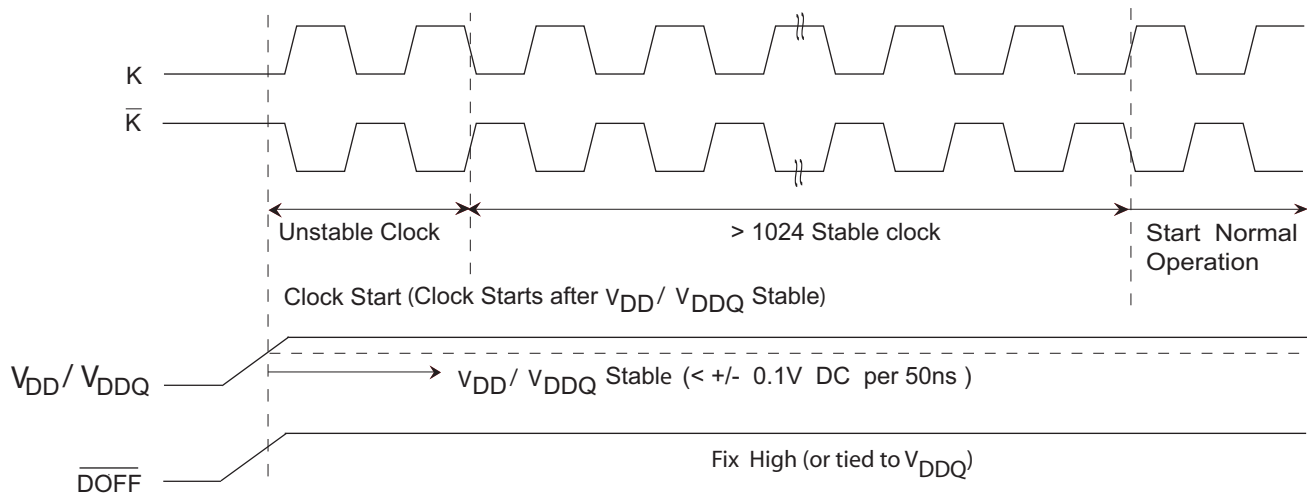 K
K̅
Unstable Clock
> 1024 Stable clock
Start Normal
Operation
Clock Start (Clock Starts after VDD / VDDQ Stable)
VDD / VDDQ
VDD / VDDQ Stable (< +/- 0.1V DC per 50ns )
Fix High (or tied to VDDQ)
D̅O̅F̅F̅